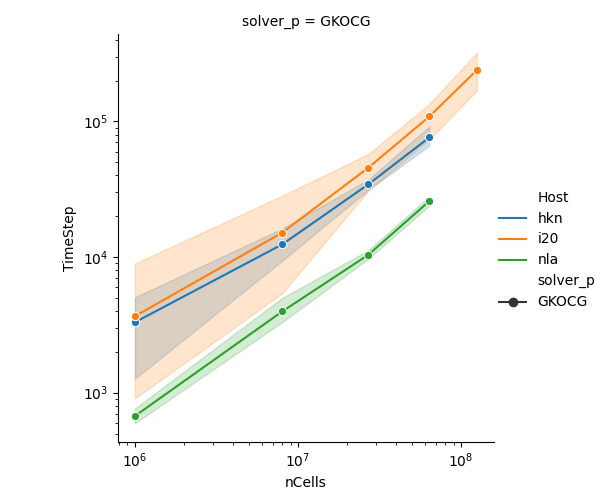 solver_p = GKOCG
TimeStep
10^5
10^4
10^3
10^6
10^7
10^8
nCells
Host
hkn
i20
nla
solver_p
GKOCG